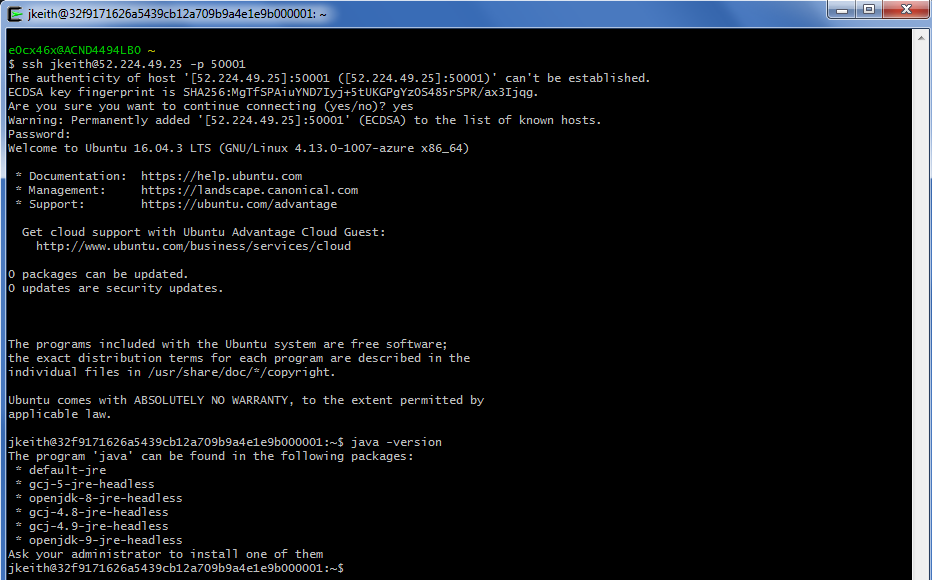 jkeith@32f9171626a5439cb12a709b9a4e1e9b000001: ~
e0cx46x@ACND4494LB0 ~
$ ssh jkeith@52.224.49.25 -p 50001
The authenticity of host '[52.224.49.25]:50001 ([52.224.49.25]:50001)' can't be established.
ECDSA key fingerprint is SHA256:MgTfSPAiuYND7Iyj+5tUKGPgYzOS485rSPR/ax3Ijqg.
Are you sure you want to continue connecting (yes/no)? yes
Warning: Permanently added '[52.224.49.25]:50001' (ECDSA) to the list of known hosts.
Password:
Welcome to Ubuntu 16.04.3 LTS (GNU/Linux 4.13.0-1007-azure x86_64)
* Documentation:  https://help.ubuntu.com
* Management:     https://landscape.canonical.com
* Support:        https://ubuntu.com/advantage
Get cloud support with Ubuntu Advantage Cloud Guest:
http://www.ubuntu.com/business/services/cloud
0 packages can be updated.
0 updates are security updates.
The programs included with the Ubuntu system are free software;
the exact distribution terms for each program are described in the
individual files in /usr/share/doc/*/copyright.
Ubuntu comes with ABSOLUTELY NO WARRANTY, to the extent permitted by
applicable law.
jkeith@32f9171626a5439cb12a709b9a4e1e9b000001:~$ java -version
The program 'java' can be found in the following packages:
* default-jre
* gcj-5-jre-headless
* openjdk-8-jre-headless
* gcj-4.8-jre-headless
* gcj-4.9-jre-headless
* openjdk-9-jre-headless
Ask your administrator to install one of them
jkeith@32f9171626a5439cb12a709b9a4e1e9b000001:~$